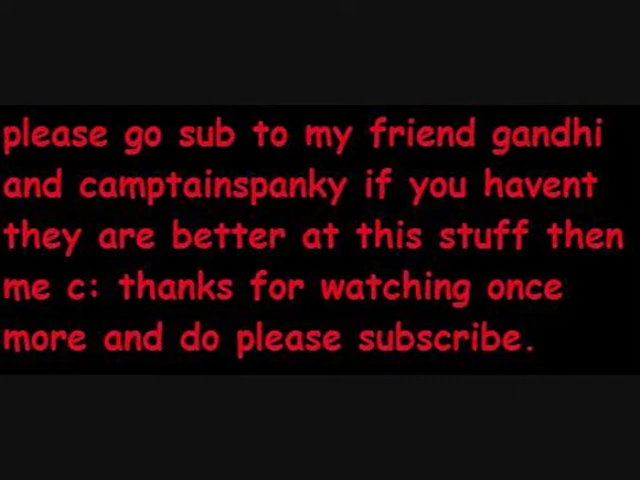 please go sub to my friend gandhi
and camptainspanky if you havent
they are better at this stuff then
me c: thanks for watching once
more and do please subscribe.